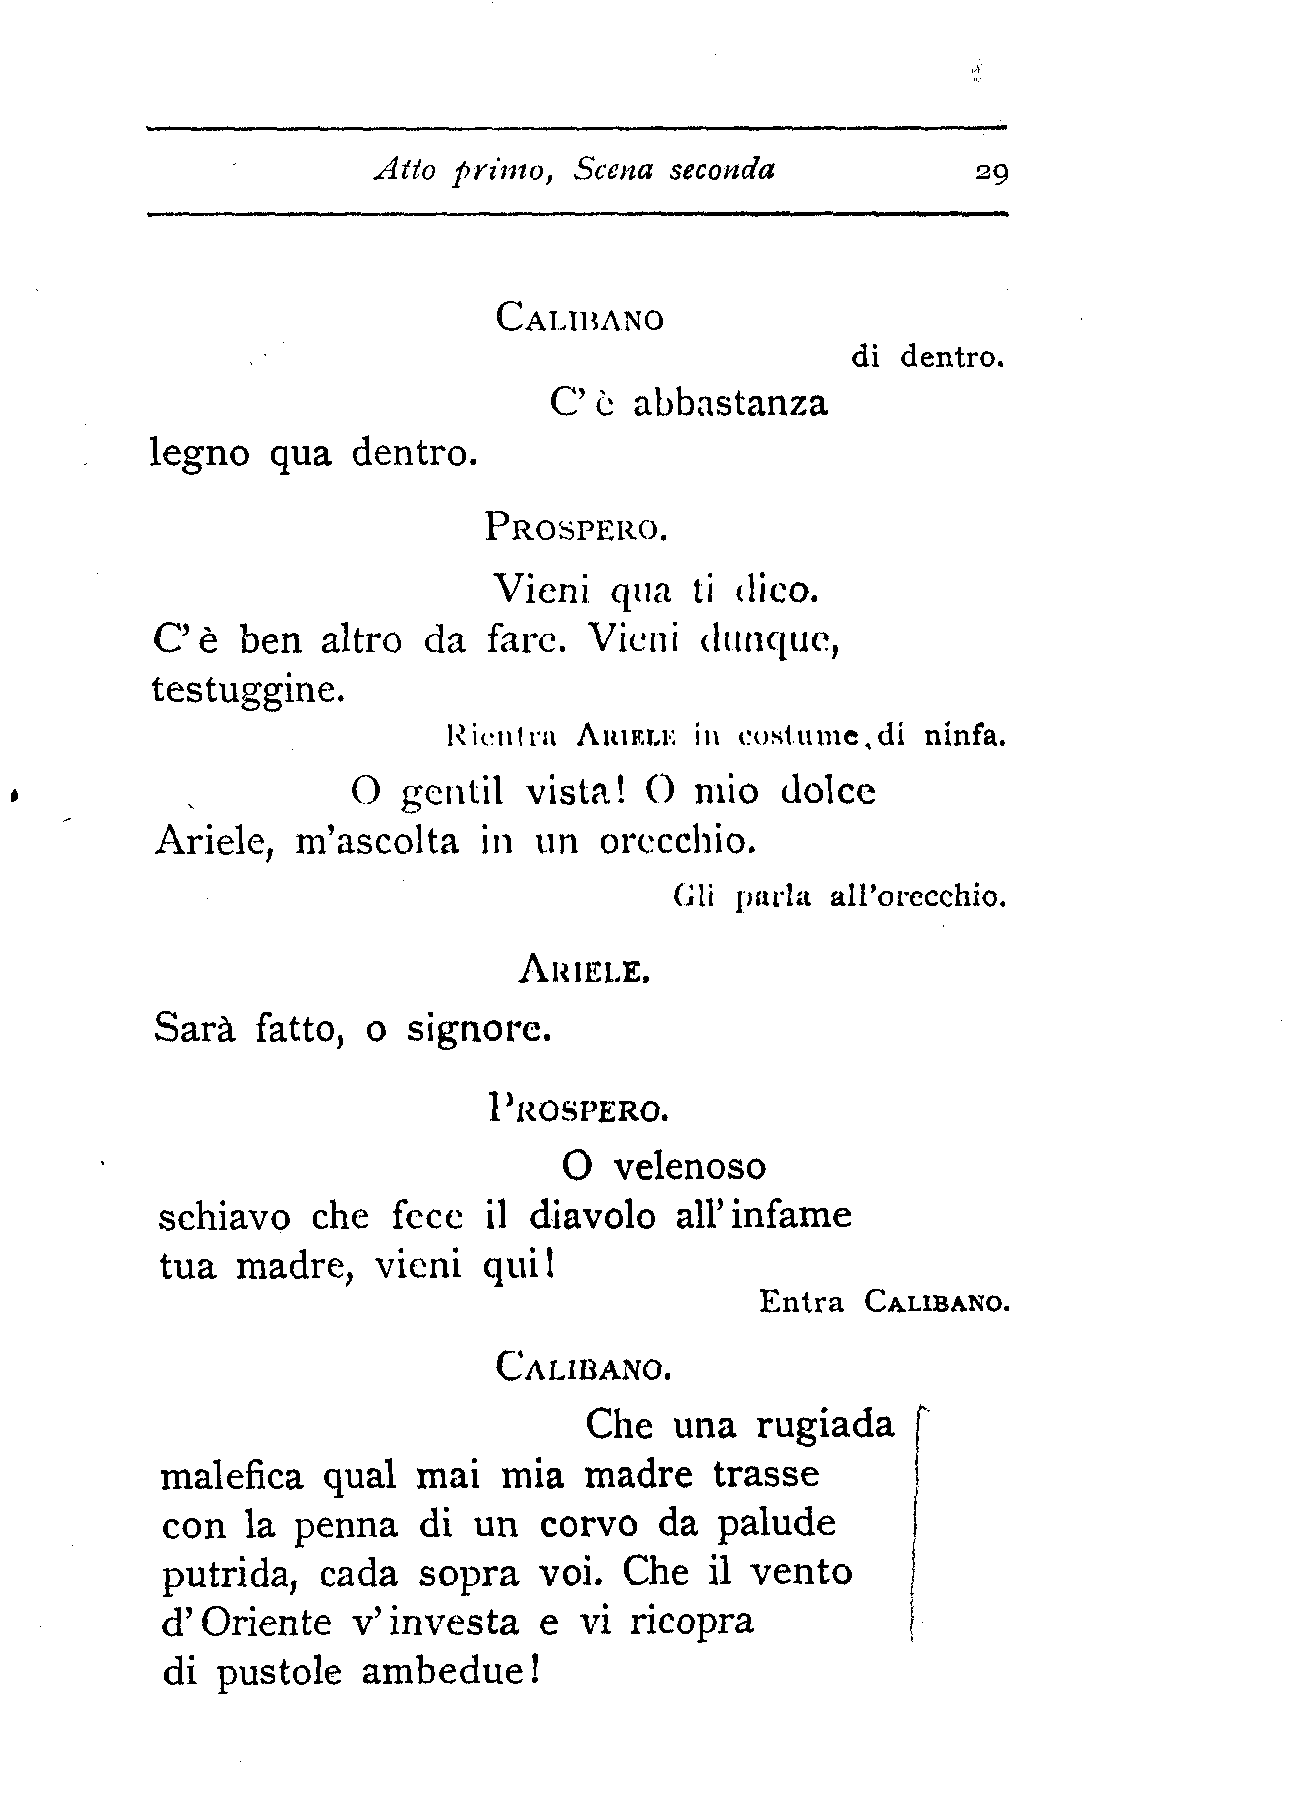 Atto primo, Scena seconda 29
CALIBANO
di dentro.
C' è abbastanza
legno qua dentro.
PROSPERO.
Vieni qua ti dico.
C' è ben altro da fare. Vieni dunque,
testuggine.
Rientra ARIELE in costume di ninfa.
O gentil vista! O mio dolce
Ariele, m'ascolta in un orecchio.
Gli parla all'orecchio.
ARIELE.
Sarà fatto, o signore.
PROSPERO.
O velenoso
schiavo che fece il diavolo all' infame
tua madre, vieni qui!
Entra CALIBANO.
CALIBANO.
Che una rugiada
malefica qual mai mia madre trasse
con la penna di un corvo da palude
putrida, cada sopra voi. Che il vento
d' Oriente v' investa e vi ricopra
di pustole ambedue!